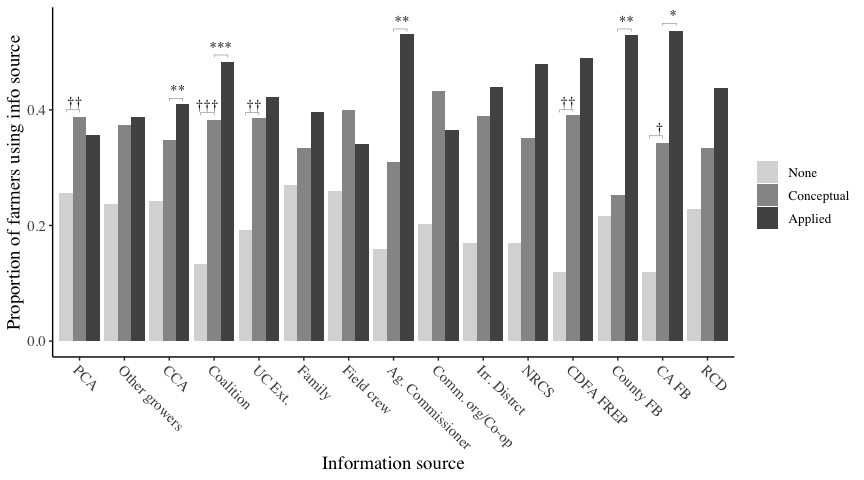 Proportion of farmers using info source
0.4
0.2
0.0
††
**
†††
***
††
**
††
**
†
*
None
Conceptual
Applied
PCA
Other growers
CCA
Coalition
UC Ext.
Family
Field crew
Ag. Commissioner
Comm. org/Co-op
Irr. Distrct
NRCS
CDFA FREP
County FB
CA FB
RCD
Information source